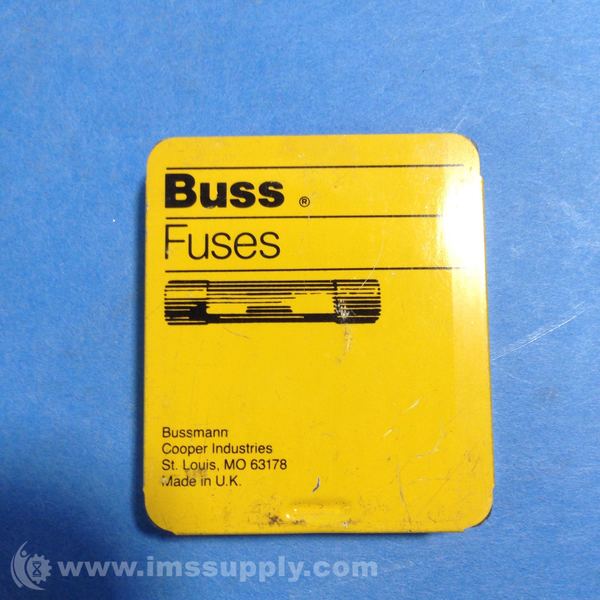 Buss ®
Fuses
Bussmann
Cooper Industries
St. Louis, MO 63178
Made in U.K.
www.imssupply.com